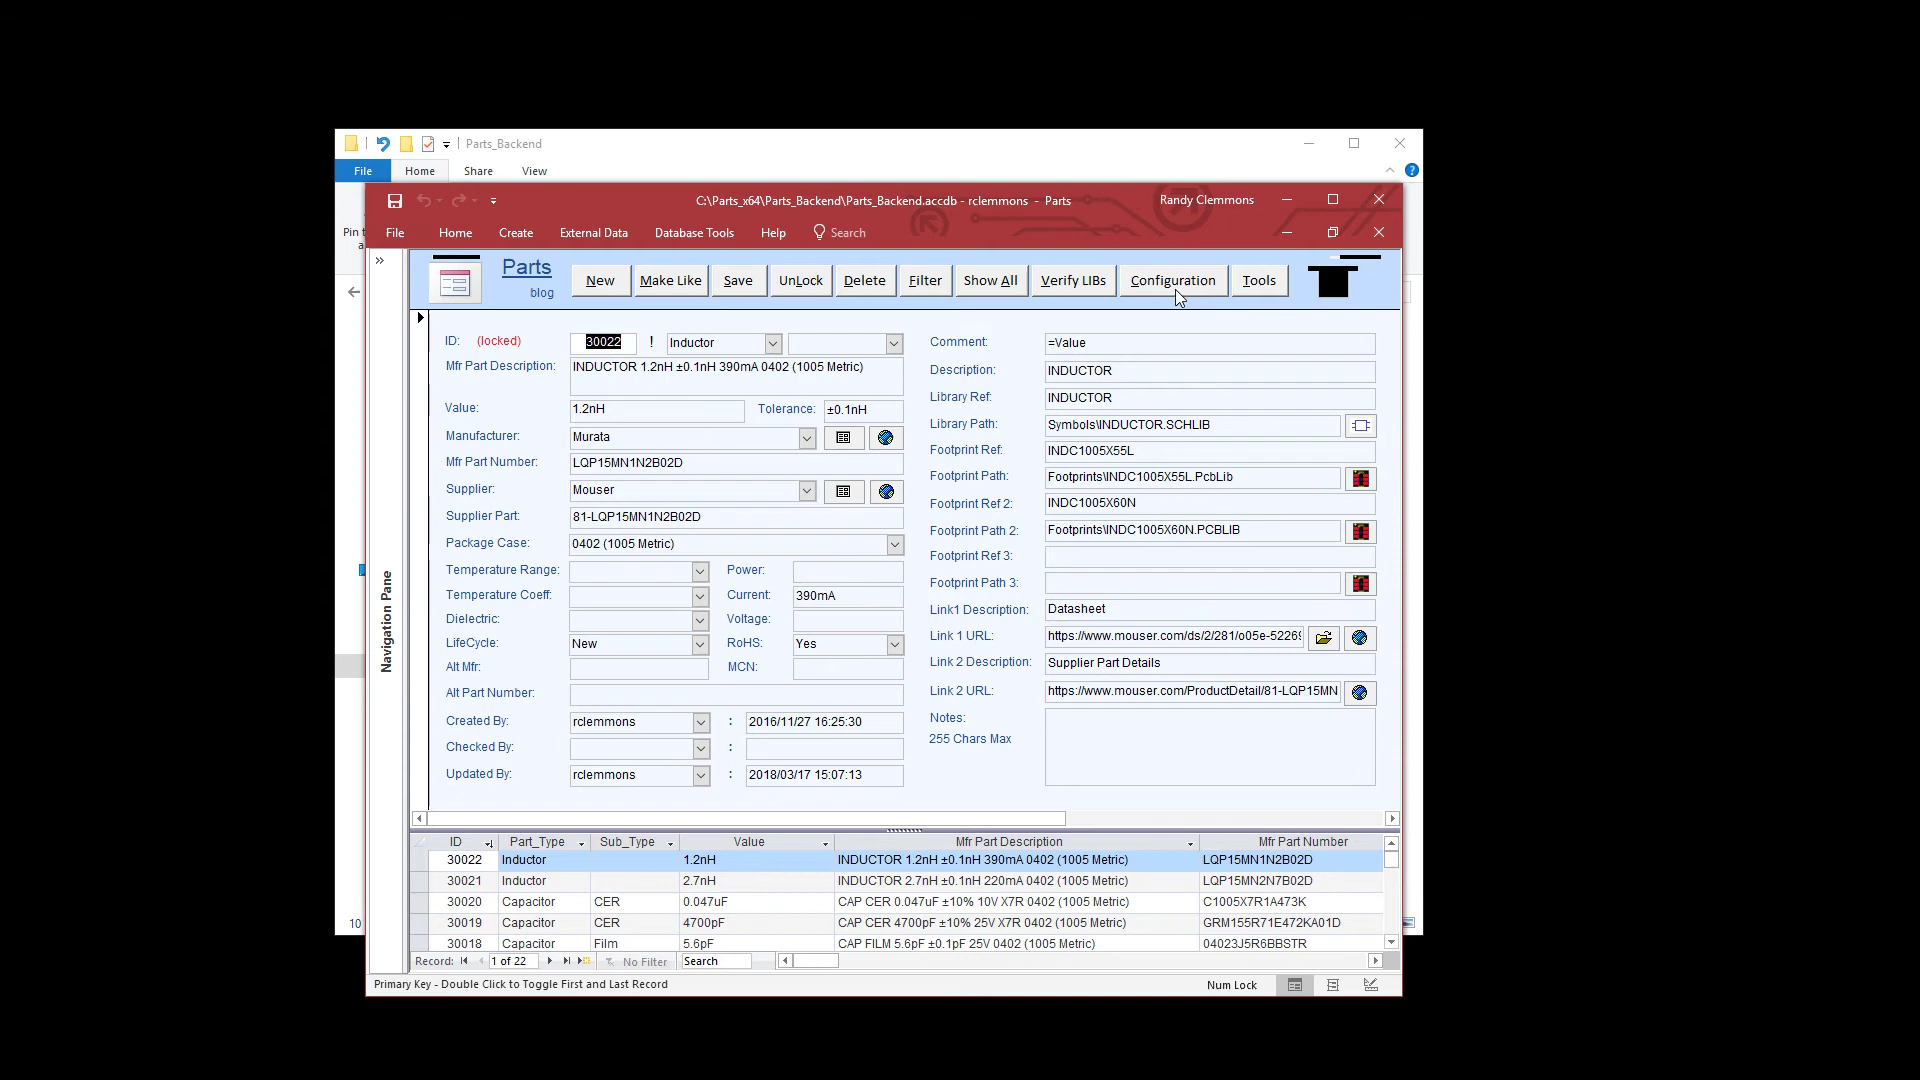 Parts_Backend
File Home Share View
Pin t
a
C:\Parts_x64\Parts_Backend\Parts_Backend.accdb - rclemmons - Parts
Randy Clemmons
File Home Create External Data Database Tools Help Search
Parts
blog
New Make Like Save UnLock Delete Filter Show All Verify LIBs Configuration Tools
Navigation Pane
ID: (locked) 30022 ! Inductor
Mfr Part Description: INDUCTOR 1.2nH ±0.1nH 390mA 0402 (1005 Metric)
Value: 1.2nH Tolerance: ±0.1nH
Manufacturer: Murata
Mfr Part Number: LQP15MN1N2B02D
Supplier: Mouser
Supplier Part: 81-LQP15MN1N2B02D
Package Case: 0402 (1005 Metric)
Temperature Range: Power:
Temperature Coeff: Current: 390mA
Dielectric: Voltage:
LifeCycle: New RoHS: Yes
Alt Mfr: MCN:
Alt Part Number:
Created By: rclemmons : 2016/11/27 16:25:30
Checked By: :
Updated By: rclemmons : 2018/03/17 15:07:13
Comment: =Value
Description: INDUCTOR
Library Ref: INDUCTOR
Library Path: Symbols\INDUCTOR.SCHLIB
Footprint Ref: INDC1005X55L
Footprint Path: Footprints\INDC1005X55L.PcbLib
Footprint Ref 2: INDC1005X60N
Footprint Path 2: Footprints\INDC1005X60N.PCBLIB
Footprint Ref 3:
Footprint Path 3:
Link1 Description: Datasheet
Link 1 URL: https://www.mouser.com/ds/2/281/o05e-5226
Link 2 Description: Supplier Part Details
Link 2 URL: https://www.mouser.com/ProductDetail/81-LQP15MN
Notes:
255 Chars Max
ID Part_Type Sub_Type Value Mfr Part Description Mfr Part Number
30022 Inductor 1.2nH INDUCTOR 1.2nH ±0.1nH 390mA 0402 (1005 Metric) LQP15MN1N2B02D
30021 Inductor 2.7nH INDUCTOR 2.7nH ±0.1nH 220mA 0402 (1005 Metric) LQP15MN2N7B02D
30020 Capacitor CER 0.047uF CAP CER 0.047uF ±10% 10V X7R 0402 (1005 Metric) C1005X7R1A473K
30019 Capacitor CER 4700pF CAP CER 4700pF ±10% 25V X7R 0402 (1005 Metric) GRM155R71E472KA01D
30018 Capacitor Film 5.6pF CAP FILM 5.6pF ±0.1pF 25V 0402 (1005 Metric) 04023J5R6BBSTR
10
Record: 1 of 22 No Filter Search
Primary Key - Double Click to Toggle First and Last Record
Num Lock